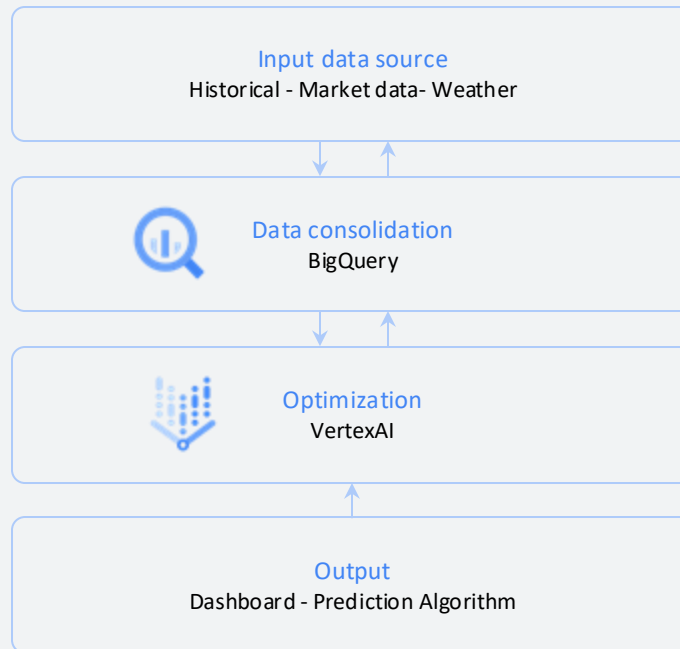 Input data source
Historical - Market data- Weather
Data consolidation
BigQuery
Optimization
VertexAI
Output
Dashboard - Prediction Algorithm